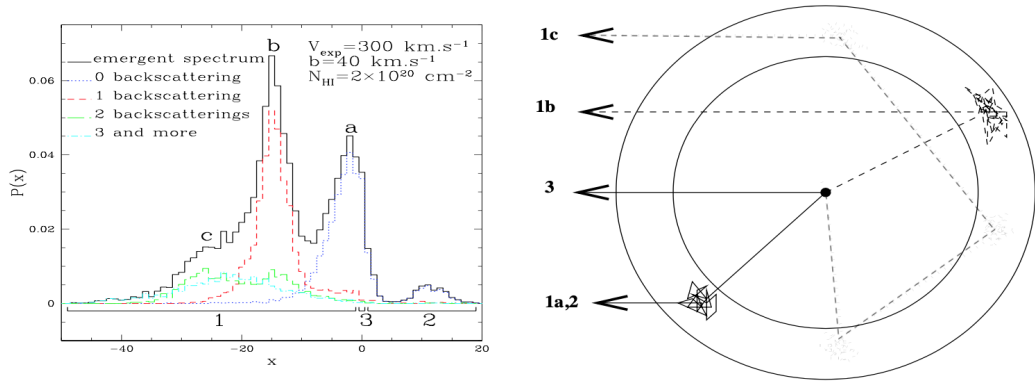 b
V_exp=300 km.s⁻¹
b=40 km.s⁻¹
N_HI=2×10²⁰ cm⁻²
emergent spectrum
0 backscattering
1 backscattering
2 backscatterings
3 and more
a
c
P(x)
0.06
0.04
0.02
0
1
3
2
−40
−20
0
20
x
1c
1b
3
1a,2